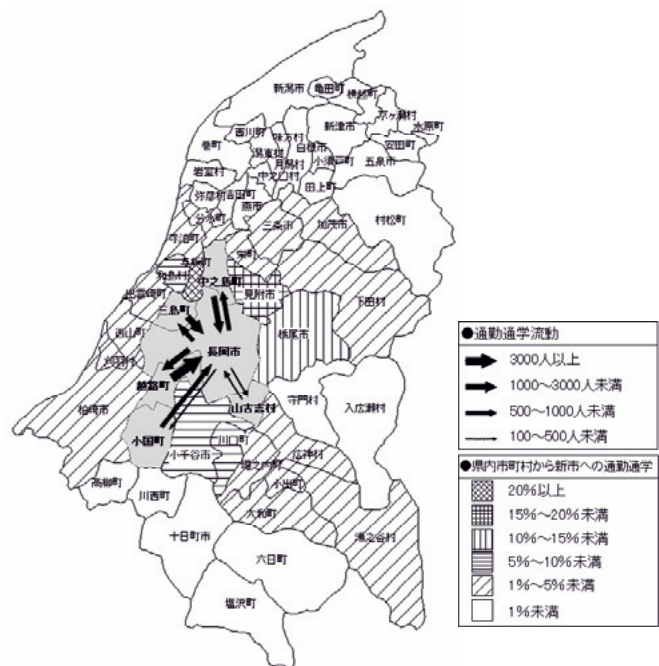 新潟市
亀田町
横越町
京ヶ瀬村
水原町
新津市
安田町
西川町
味方村
白根市
巻町
潟東村
小須戸町
五泉市
月潟村
中之口村
岩室村
田上町
弥彦村
吉田町
燕市
村松町
分水町
三条市
加茂市
寺泊町
栄町
与板町
和島村
中之島町
見附市
下田村
出雲崎町
三島町
栃尾市
長岡市
西山町
刈羽村
越路町
守門村
入広瀬村
柏崎市
山古志村
小国町
川口町
小千谷市
広神村
堀之内町
小出町
高柳町
川西町
大和町
湯之谷村
十日町市
六日町
塩沢町
●通勤通学流動
3000人以上
1000～3000人未満
500～1000人未満
100～500人未満
●県内市町村から新市への通勤通学
20％以上
15％～20％未満
10％～15％未満
5％～10％未満
1％～5％未満
1％未満